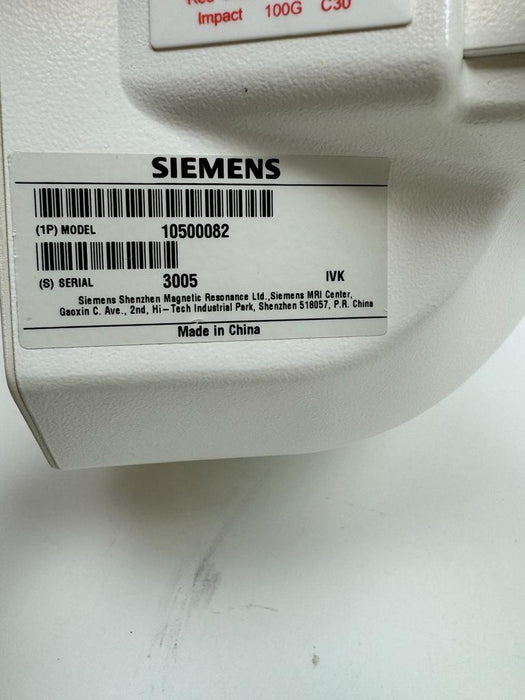 Impact 100G C30
SIEMENS
(1P) MODEL 10500082
(S) SERIAL 3005 IVK
Siemens Shenzhen Magnetic Resonance Ltd.,Siemens MRI Center,
Gaoxin C. Ave., 2nd, Hi-Tech Industrial Park, Shenzhen 518057, P.R. China
Made in China